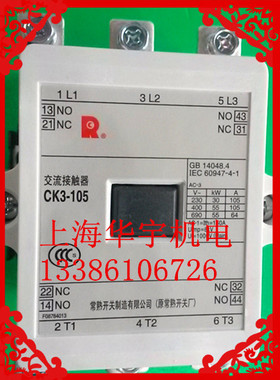 1 L1 3 L2 5 L3
13 NO
21 NC
NO 43
NC 31
R
GB 14048.4
IEC 60947-4-1
交流接触器
CK3-105
AC-3
V~ kW A
230 30 105
400 55 105
690 55 64
上海华宇机电
13386106726
CCC
22 NC
14 NO
NC 32
NO 44
常熟开关制造有限公司（原常熟开关厂）
2 T1 4 T2 6 T3